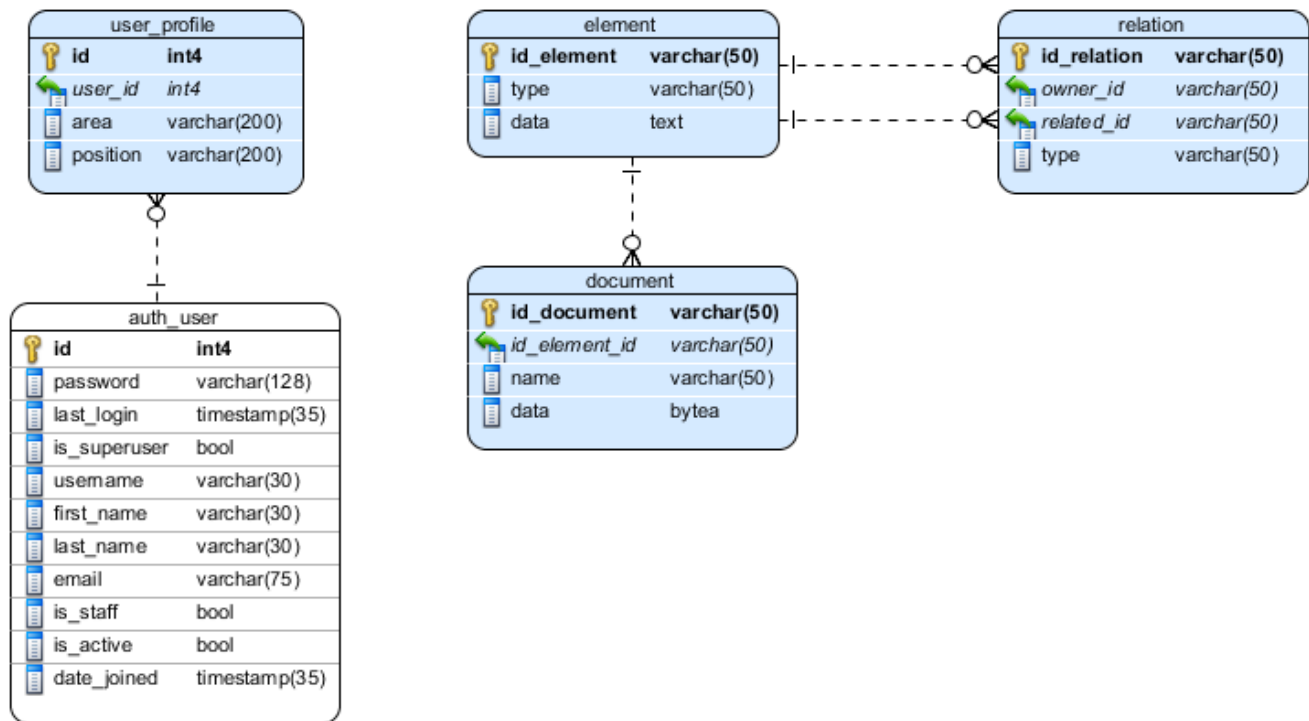 user_profile
id int4
user_id int4
area varchar(200)
position varchar(200)
element
id_element varchar(50)
type varchar(50)
data text
relation
id_relation varchar(50)
owner_id varchar(50)
related_id varchar(50)
type varchar(50)
auth_user
id int4
password varchar(128)
last_login timestamp(35)
is_superuser bool
username varchar(30)
first_name varchar(30)
last_name varchar(30)
email varchar(75)
is_staff bool
is_active bool
date_joined timestamp(35)
document
id_document varchar(50)
id_element_id varchar(50)
name varchar(50)
data bytea